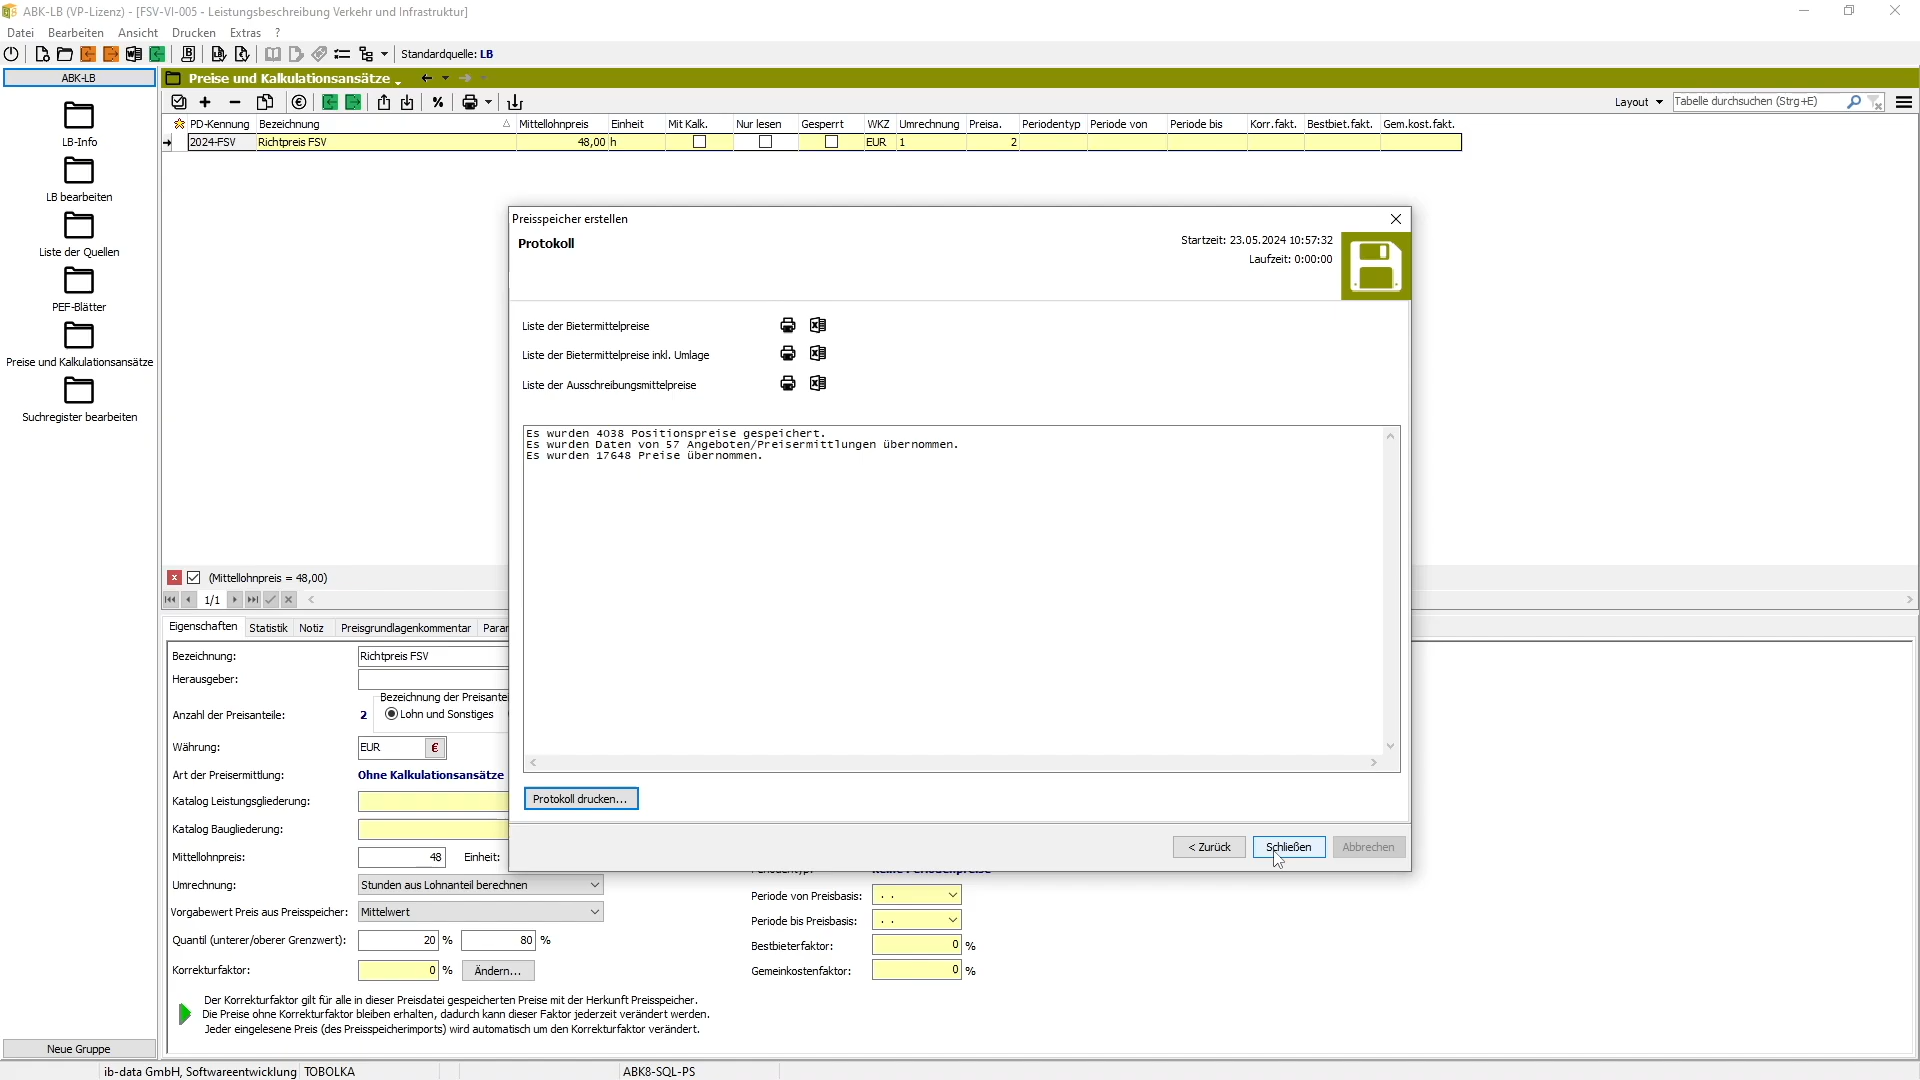 ABK-LB (VP-Lizenz) - [FSV-VI-005 - Leistungsbeschreibung Verkehr und Infrastruktur]
Datei Bearbeiten Ansicht Drucken Extras ?
Standardquelle: LB
ABK-LB
Preise und Kalkulationsansätze
Layout
Tabelle durchsuchen (Strg+E)
PD-Kennung Bezeichnung Mittellohnpreis Einheit Mit Kalk. Nur lesen Gesperrt WKZ Umrechnung Preisa. Periodentyp Periode von Periode bis Korr.fakt. Bestbiet.fakt. Gem.kost.fakt.
2024-FSV Richtpreis FSV 48,00 h EUR 1 2
LB-Info
LB bearbeiten
Liste der Quellen
PEF-Blätter
Preise und Kalkulationsansätze
Suchregister bearbeiten
Neue Gruppe
Preisspeicher erstellen
Protokoll
Startzeit: 23.05.2024 10:57:32
Laufzeit: 0:00:00
Liste der Bietermittelpreise
Liste der Bietermittelpreise inkl. Umlage
Liste der Ausschreibungsmittelpreise
Es wurden 4038 Positionspreise gespeichert.
Es wurden Daten von 57 Angeboten/Preisermittlungen übernommen.
Es wurden 17648 Preise übernommen.
Protokoll drucken...
< Zurück Schließen Abbrechen
(Mittellohnpreis = 48,00)
1/1
Eigenschaften Statistik Notiz Preisgrundlagenkommentar
Bezeichnung: Richtpreis FSV
Herausgeber:
Bezeichnung der
Anzahl der Preisanteile: 2 Lohn und Sonstiges
Währung: EUR €
Art der Preisermittlung: Ohne Kalkulationsansätze
Katalog Leistungsgliederung:
Katalog Baugliederung:
Mittellohnpreis: 48 Einheit:
Umrechnung: Stunden aus Lohnanteil berechnen
Vorgabewert Preis aus Preisspeicher: Mittelwert
Quantil (unterer/oberer Grenzwert): 20 % 80 %
Korrekturfaktor: 0 % Ändern...
Der Korrekturfaktor gilt für alle in dieser Preisdatei gespeicherten Preise mit der Herkunft Preisspeicher.
Die Preise ohne Korrekturfaktor bleiben erhalten, dadurch kann dieser Faktor jederzeit verändert werden.
Jeder eingelesene Preis (des Preisspeicherimports) wird automatisch um den Korrekturfaktor verändert.
Periode von Preisbasis: . .
Periode bis Preisbasis: . .
Bestbieterfaktor: 0 %
Gemeinkostenfaktor: 0 %
ib-data GmbH, Softwareentwicklung TOBOLKA ABK8-SQL-PS